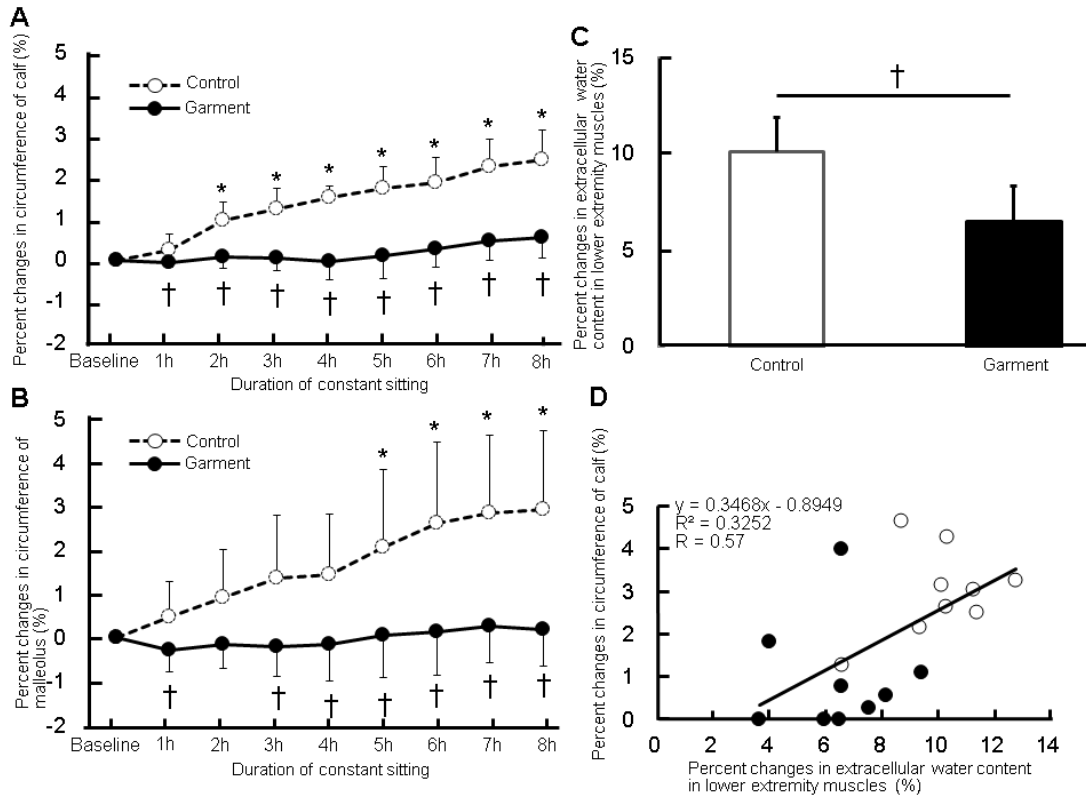 A
Percent changes in circumference of calf (%)
5
4
3
2
1
0
-1
-2
Control
Garment
* * * * * * *
† † † † † † † †
Baseline 1h 2h 3h 4h 5h 6h 7h 8h
Duration of constant sitting
B
Percent changes in circumference of
malleolus (%)
5
4
3
2
1
0
-1
-2
Control
Garment
* * * *
† † † † † † †
Baseline 1h 2h 3h 4h 5h 6h 7h 8h
Duration of constant sitting
C
Percent changes in extracellular water
content in lower extremity muscles (%)
15
10
5
0
†
Control Garment
D
Percent changes in circumference of calf (%)
5
4
3
2
1
0
y = 0.3468x - 0.8949
R² = 0.3252
R = 0.57
0 2 4 6 8 10 12 14
Percent changes in extracellular water content
in lower extremity muscles (%)